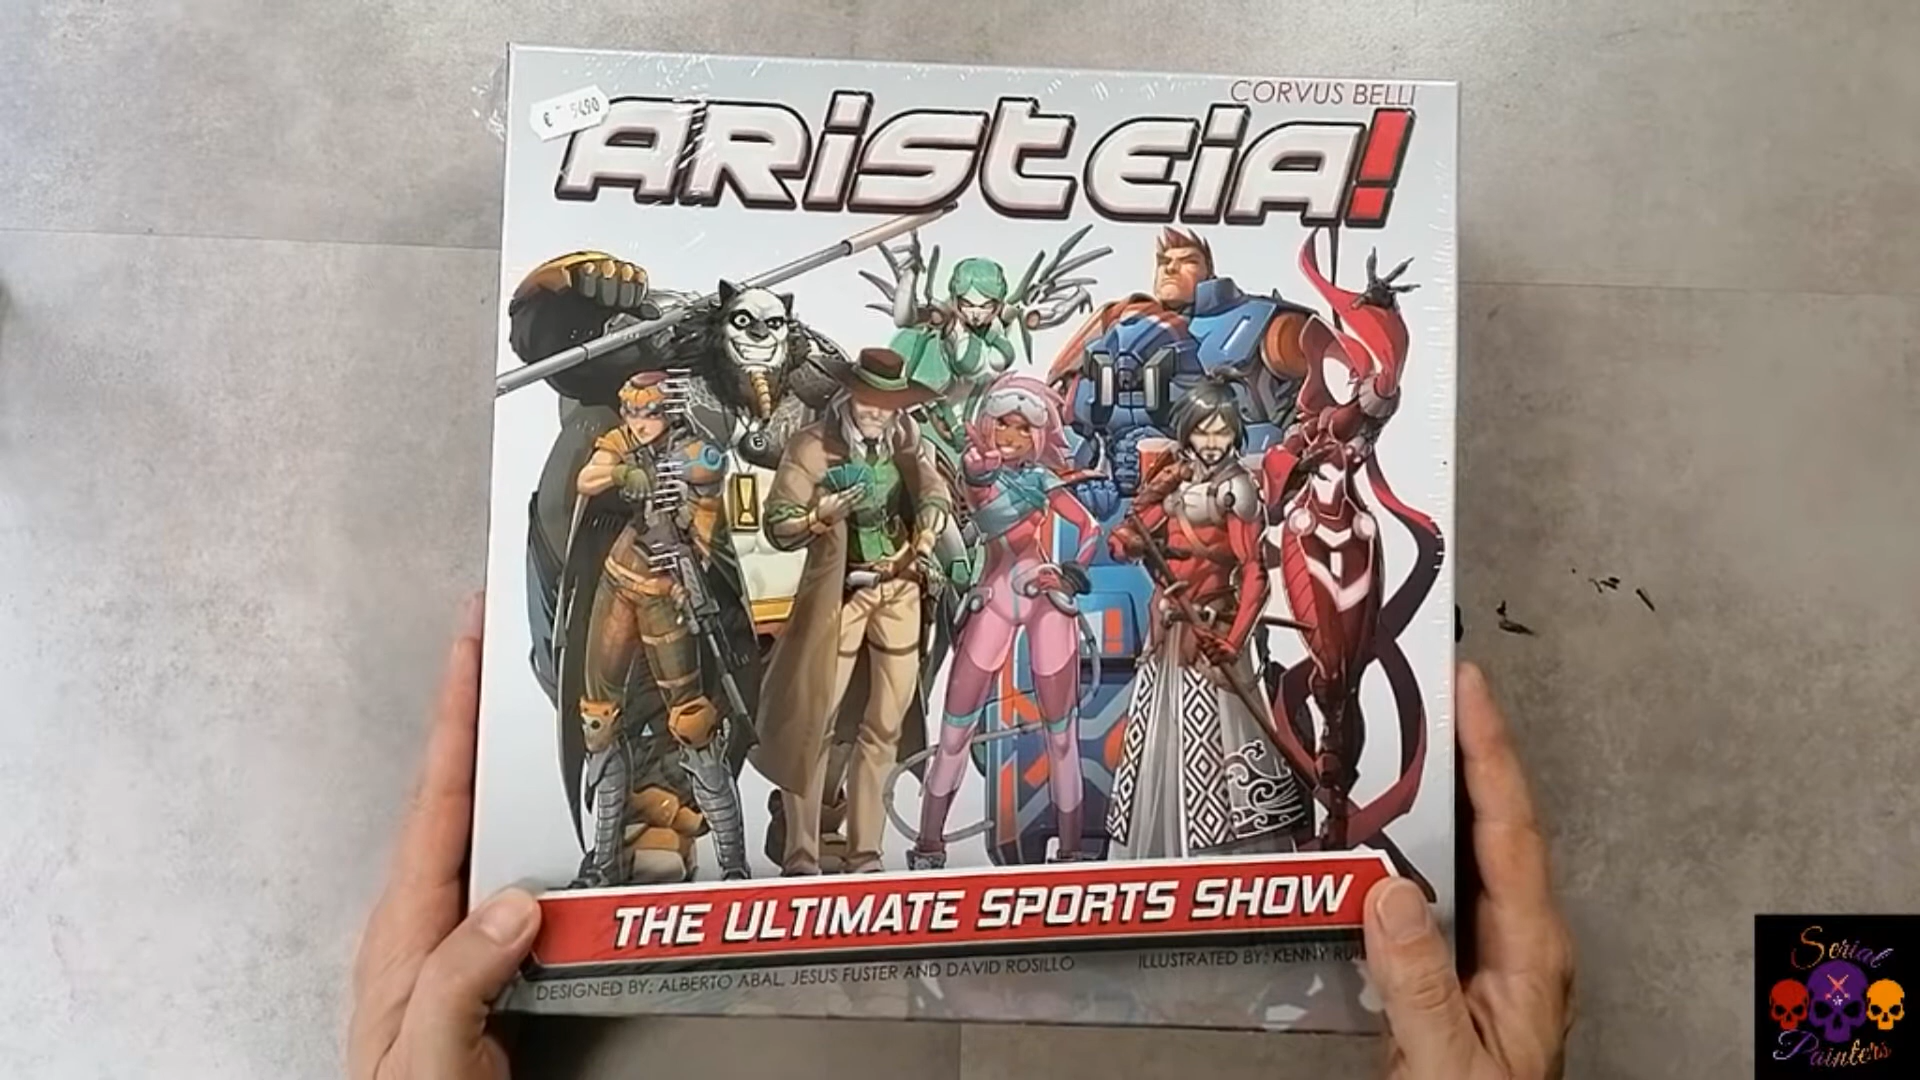 CORVUS BELLI
ARISTEIA!
THE ULTIMATE SPORTS SHOW
DESIGNED BY: ALBERTO ABAL, JESUS FUSTER AND DAVID ROSILLO
ILLUSTRATED BY: KENNY
Serial
Painters